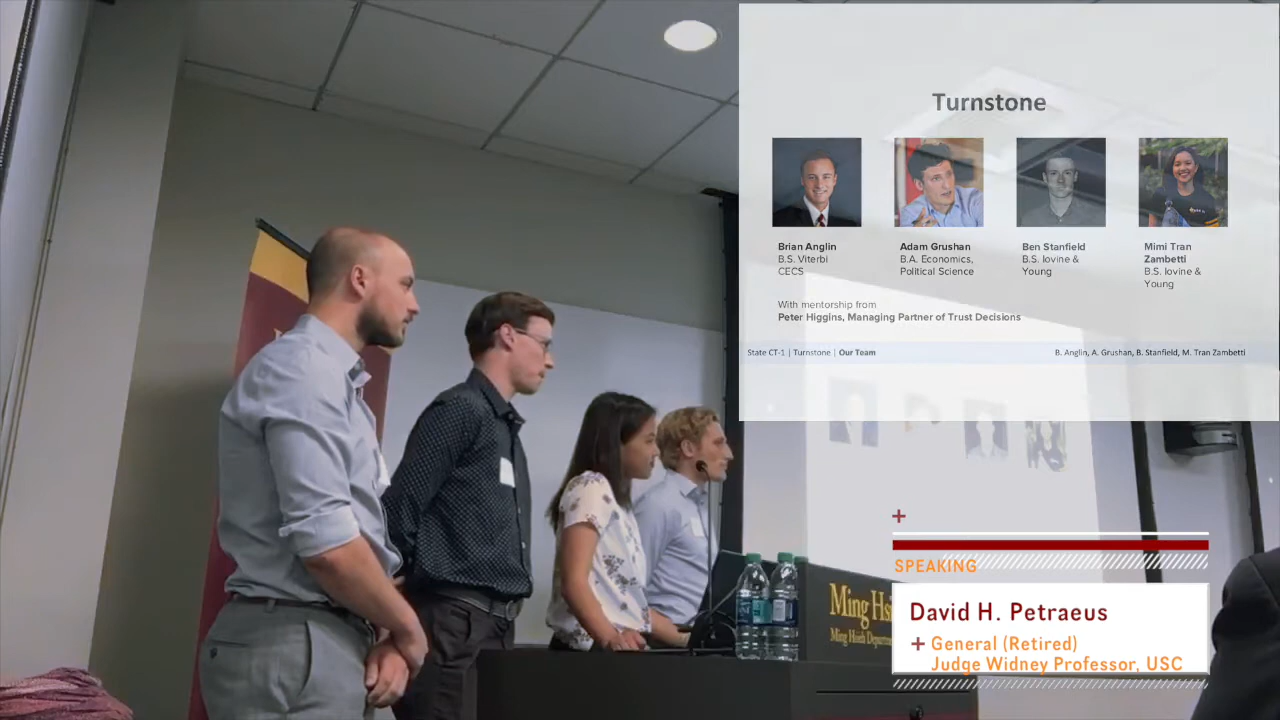 Turnstone
Brian Anglin
B.S. Viterbi
CECS
Adam Grushan
B.A. Economics,
Political Science
Ben Stanfield
B.S. Iovine &
Young
Mimi Tran
Zambetti
B.S. Iovine &
Young
With mentorship from
Peter Higgins, Managing Partner of Trust Decisions
State CT-1 | Turnstone | Our Team
B. Anglin, A. Grushan, B. Stanfield, M. Tran Zambetti
Ming Hsi
Ming Hsieh Departmen
SPEAKING
David H. Petraeus
General (Retired)
Judge Widney Professor, USC